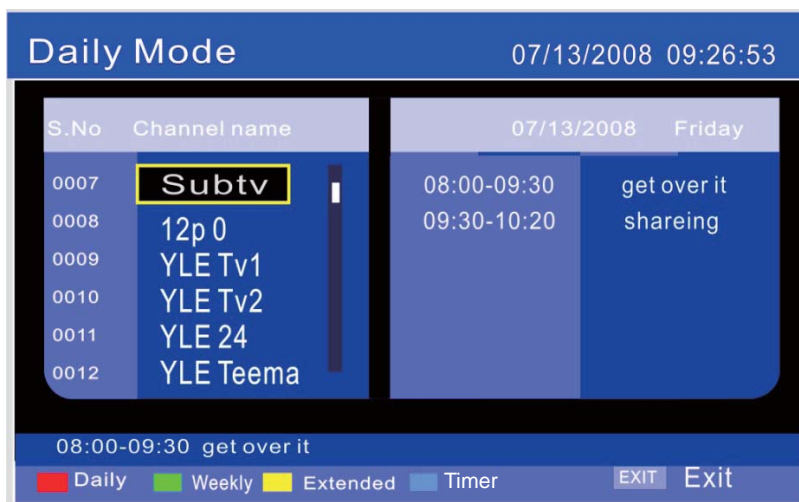 Daily Mode 07/13/2008 09:26:53
S.No Channel name
0007 Subtv
0008 12p 0
0009 YLE Tv1
0010 YLE Tv2
0011 YLE 24
0012 YLE Teema
07/13/2008 Friday
08:00-09:30 get over it
09:30-10:20 shareing
08:00-09:30 get over it
Daily Weekly Extended Timer EXIT Exit